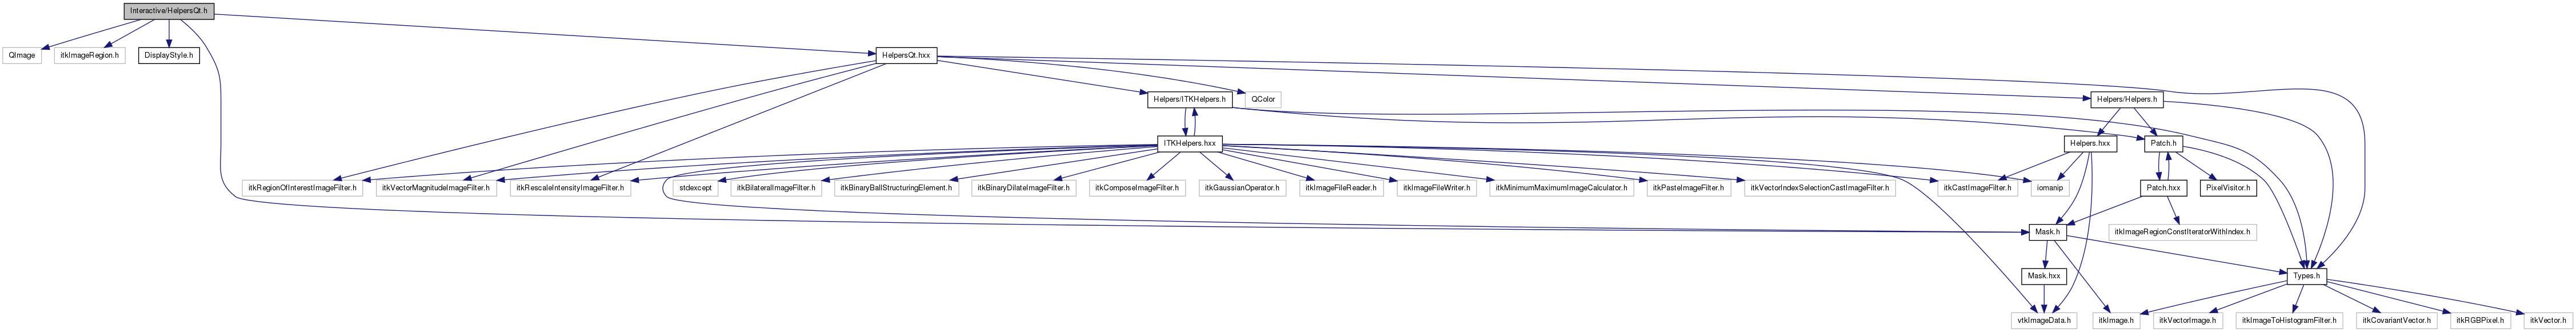 Interactive/HelpersQt.h
QImage
itkImageRegion.h
DisplayStyle.h
HelpersQt.hxx
Helpers/ITKHelpers.h
QColor
Helpers/Helpers.h
ITKHelpers.hxx
Helpers.hxx
Patch.h
itkRegionOfInterestImageFilter.h
itkVectorMagnitudeImageFilter.h
itkRescaleIntensityImageFilter.h
stdexcept
itkBilateralImageFilter.h
itkBinaryBallStructuringElement.h
itkBinaryDilateImageFilter.h
itkComposeImageFilter.h
itkGaussianOperator.h
itkImageFileReader.h
itkImageFileWriter.h
itkMinimumMaximumImageCalculator.h
itkPasteImageFilter.h
itkVectorIndexSelectionCastImageFilter.h
itkCastImageFilter.h
iomanip
Patch.hxx
PixelVisitor.h
Mask.h
itkImageRegionConstIteratorWithIndex.h
Mask.hxx
Types.h
vtkImageData.h
itkImage.h
itkVectorImage.h
itkImageToHistogramFilter.h
itkCovariantVector.h
itkRGBPixel.h
itkVector.h